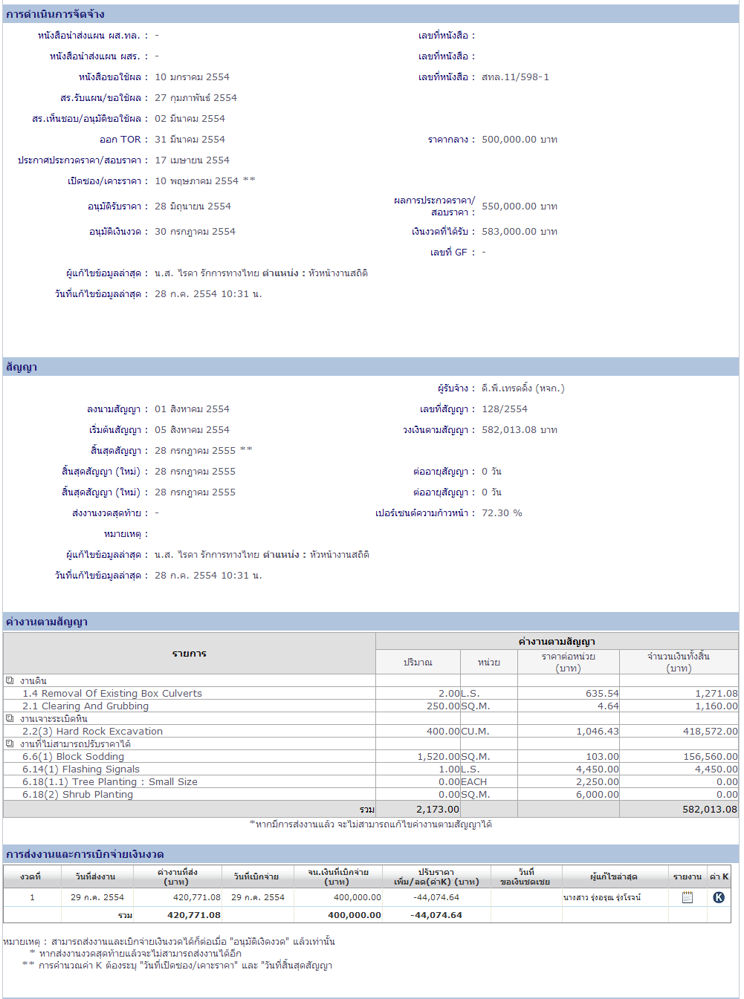 การดำเนินการจัดจ้าง
หนังสือนำส่งแผน ผส.ทล. : - เลขที่หนังสือ :
หนังสือนำส่งแผน ผสร. : - เลขที่หนังสือ :
หนังสือขอใช้ผล : 10 มกราคม 2554 เลขที่หนังสือ : สทล.11/598-1
สร.รับแผน/ขอใช้ผล : 27 กุมภาพันธ์ 2554
สร.เห็นชอบ/อนุมัติขอใช้ผล : 02 มีนาคม 2554
ออก TOR : 31 มีนาคม 2554 ราคากลาง : 500,000.00 บาท
ประกาศประกวดราคา/สอบราคา : 17 เมษายน 2554
เปิดซอง/เคาะราคา : 10 พฤษภาคม 2554 **
อนุมัติรับราคา : 28 มิถุนายน 2554 ผลการประกวดราคา/
สอบราคา : 550,000.00 บาท
อนุมัติเงินงวด : 30 กรกฎาคม 2554 เงินงวดที่ได้รับ : 583,000.00 บาท
เลขที่ GF : -
ผู้แก้ไขข้อมูลล่าสุด : น.ส. ไรดา รักการทางไทย ตำแหน่ง : หัวหน้างานสถิติ
วันที่แก้ไขข้อมูลล่าสุด : 28 ก.ค. 2554 10:31 น.
สัญญา
ผู้รับจ้าง : ดี.พี.เทรดดิ้ง (หจก.)
ลงนามสัญญา : 01 สิงหาคม 2554 เลขที่สัญญา : 128/2554
เริ่มต้นสัญญา : 05 สิงหาคม 2554 วงเงินตามสัญญา : 582,013.08 บาท
สิ้นสุดสัญญา : 28 กรกฎาคม 2555 **
สิ้นสุดสัญญา (ใหม่) : 28 กรกฎาคม 2555 ต่ออายุสัญญา : 0 วัน
สิ้นสุดสัญญา (ใหม่) : 28 กรกฎาคม 2555 ต่ออายุสัญญา : 0 วัน
ส่งงานงวดสุดท้าย : - เปอร์เซนต์ความก้าวหน้า : 72.30 %
หมายเหตุ :
ผู้แก้ไขข้อมูลล่าสุด : น.ส. ไรดา รักการทางไทย ตำแหน่ง : หัวหน้างานสถิติ
วันที่แก้ไขข้อมูลล่าสุด : 28 ก.ค. 2554 10:31 น.
ค่างานตามสัญญา
รายการ ค่างานตามสัญญา
ปริมาณ หน่วย ราคาต่อหน่วย (บาท) จำนวนเงินทั้งสิ้น (บาท)
งานดิน
1.4 Removal Of Existing Box Culverts 2.00 L.S. 635.54 1,271.08
2.1 Clearing And Grubbing 250.00 SQ.M. 4.64 1,160.00
งานเจาะระเบิดหิน
2.2(3) Hard Rock Excavation 400.00 CU.M. 1,046.43 418,572.00
งานที่ไม่สามารถปรับราคาได้
6.6(1) Block Sodding 1,520.00 SQ.M. 103.00 156,560.00
6.14(1) Flashing Signals 1.00 L.S. 4,450.00 4,450.00
6.18(1.1) Tree Planting : Small Size 0.00 EACH 2,250.00 0.00
6.18(2) Shrub Planting 0.00 SQ.M. 6,000.00 0.00
รวม 2,173.00 582,013.08
*หากมีการส่งงานแล้ว จะไม่สามารถแก้ไขค่างานตามสัญญาได้
การส่งงานและการเบิกจ่ายเงินงวด
งวดที่ วันที่ส่งงาน ค่างานที่ส่ง (บาท) วันที่เบิกจ่าย จน.เงินที่เบิกจ่าย (บาท) ปรับราคา เพิ่ม/ลด(ค่าK) (บาท) วันที่ ขอเงินชดเชย ผู้แก้ไขล่าสุด รายงาน ค่า K
1 29 ก.ค. 2554 420,771.08 29 ก.ค. 2554 400,000.00 -44,074.64 นางสาว รุ่งอรุณ รุ่งโรจน์ K
รวม 420,771.08 400,000.00 -44,074.64
หมายเหตุ : สามารถส่งงานและเบิกจ่ายเงินงวดได้ก็ต่อเมื่อ "อนุมัติเงิดงวด" แล้วเท่านั้น
* หากส่งงานงวดสุดท้ายแล้วจะไม่สามารถส่งงานได้อีก
** การคำนวณค่า K ต้องระบุ "วันที่เปิดซอง/เคาะราคา" และ "วันที่สิ้นสุดสัญญา